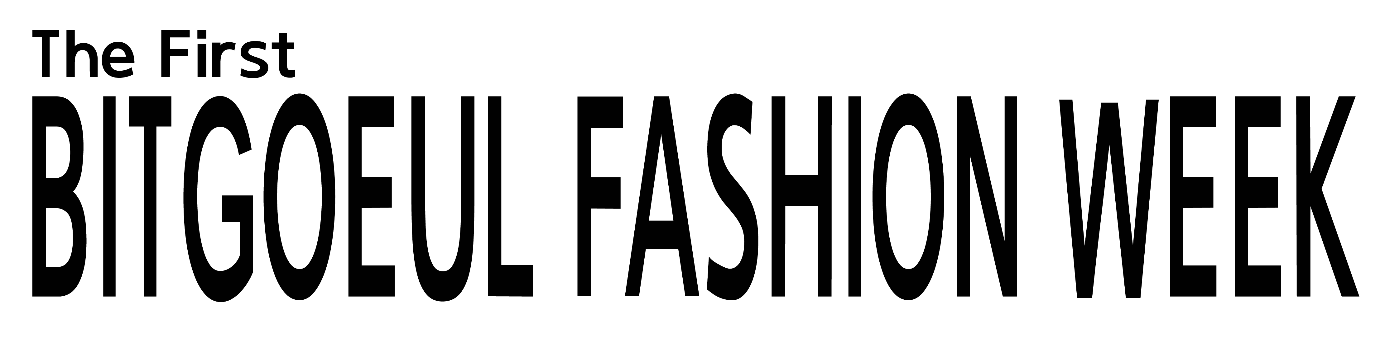 The First
BITGOEUL FASHION WEEK